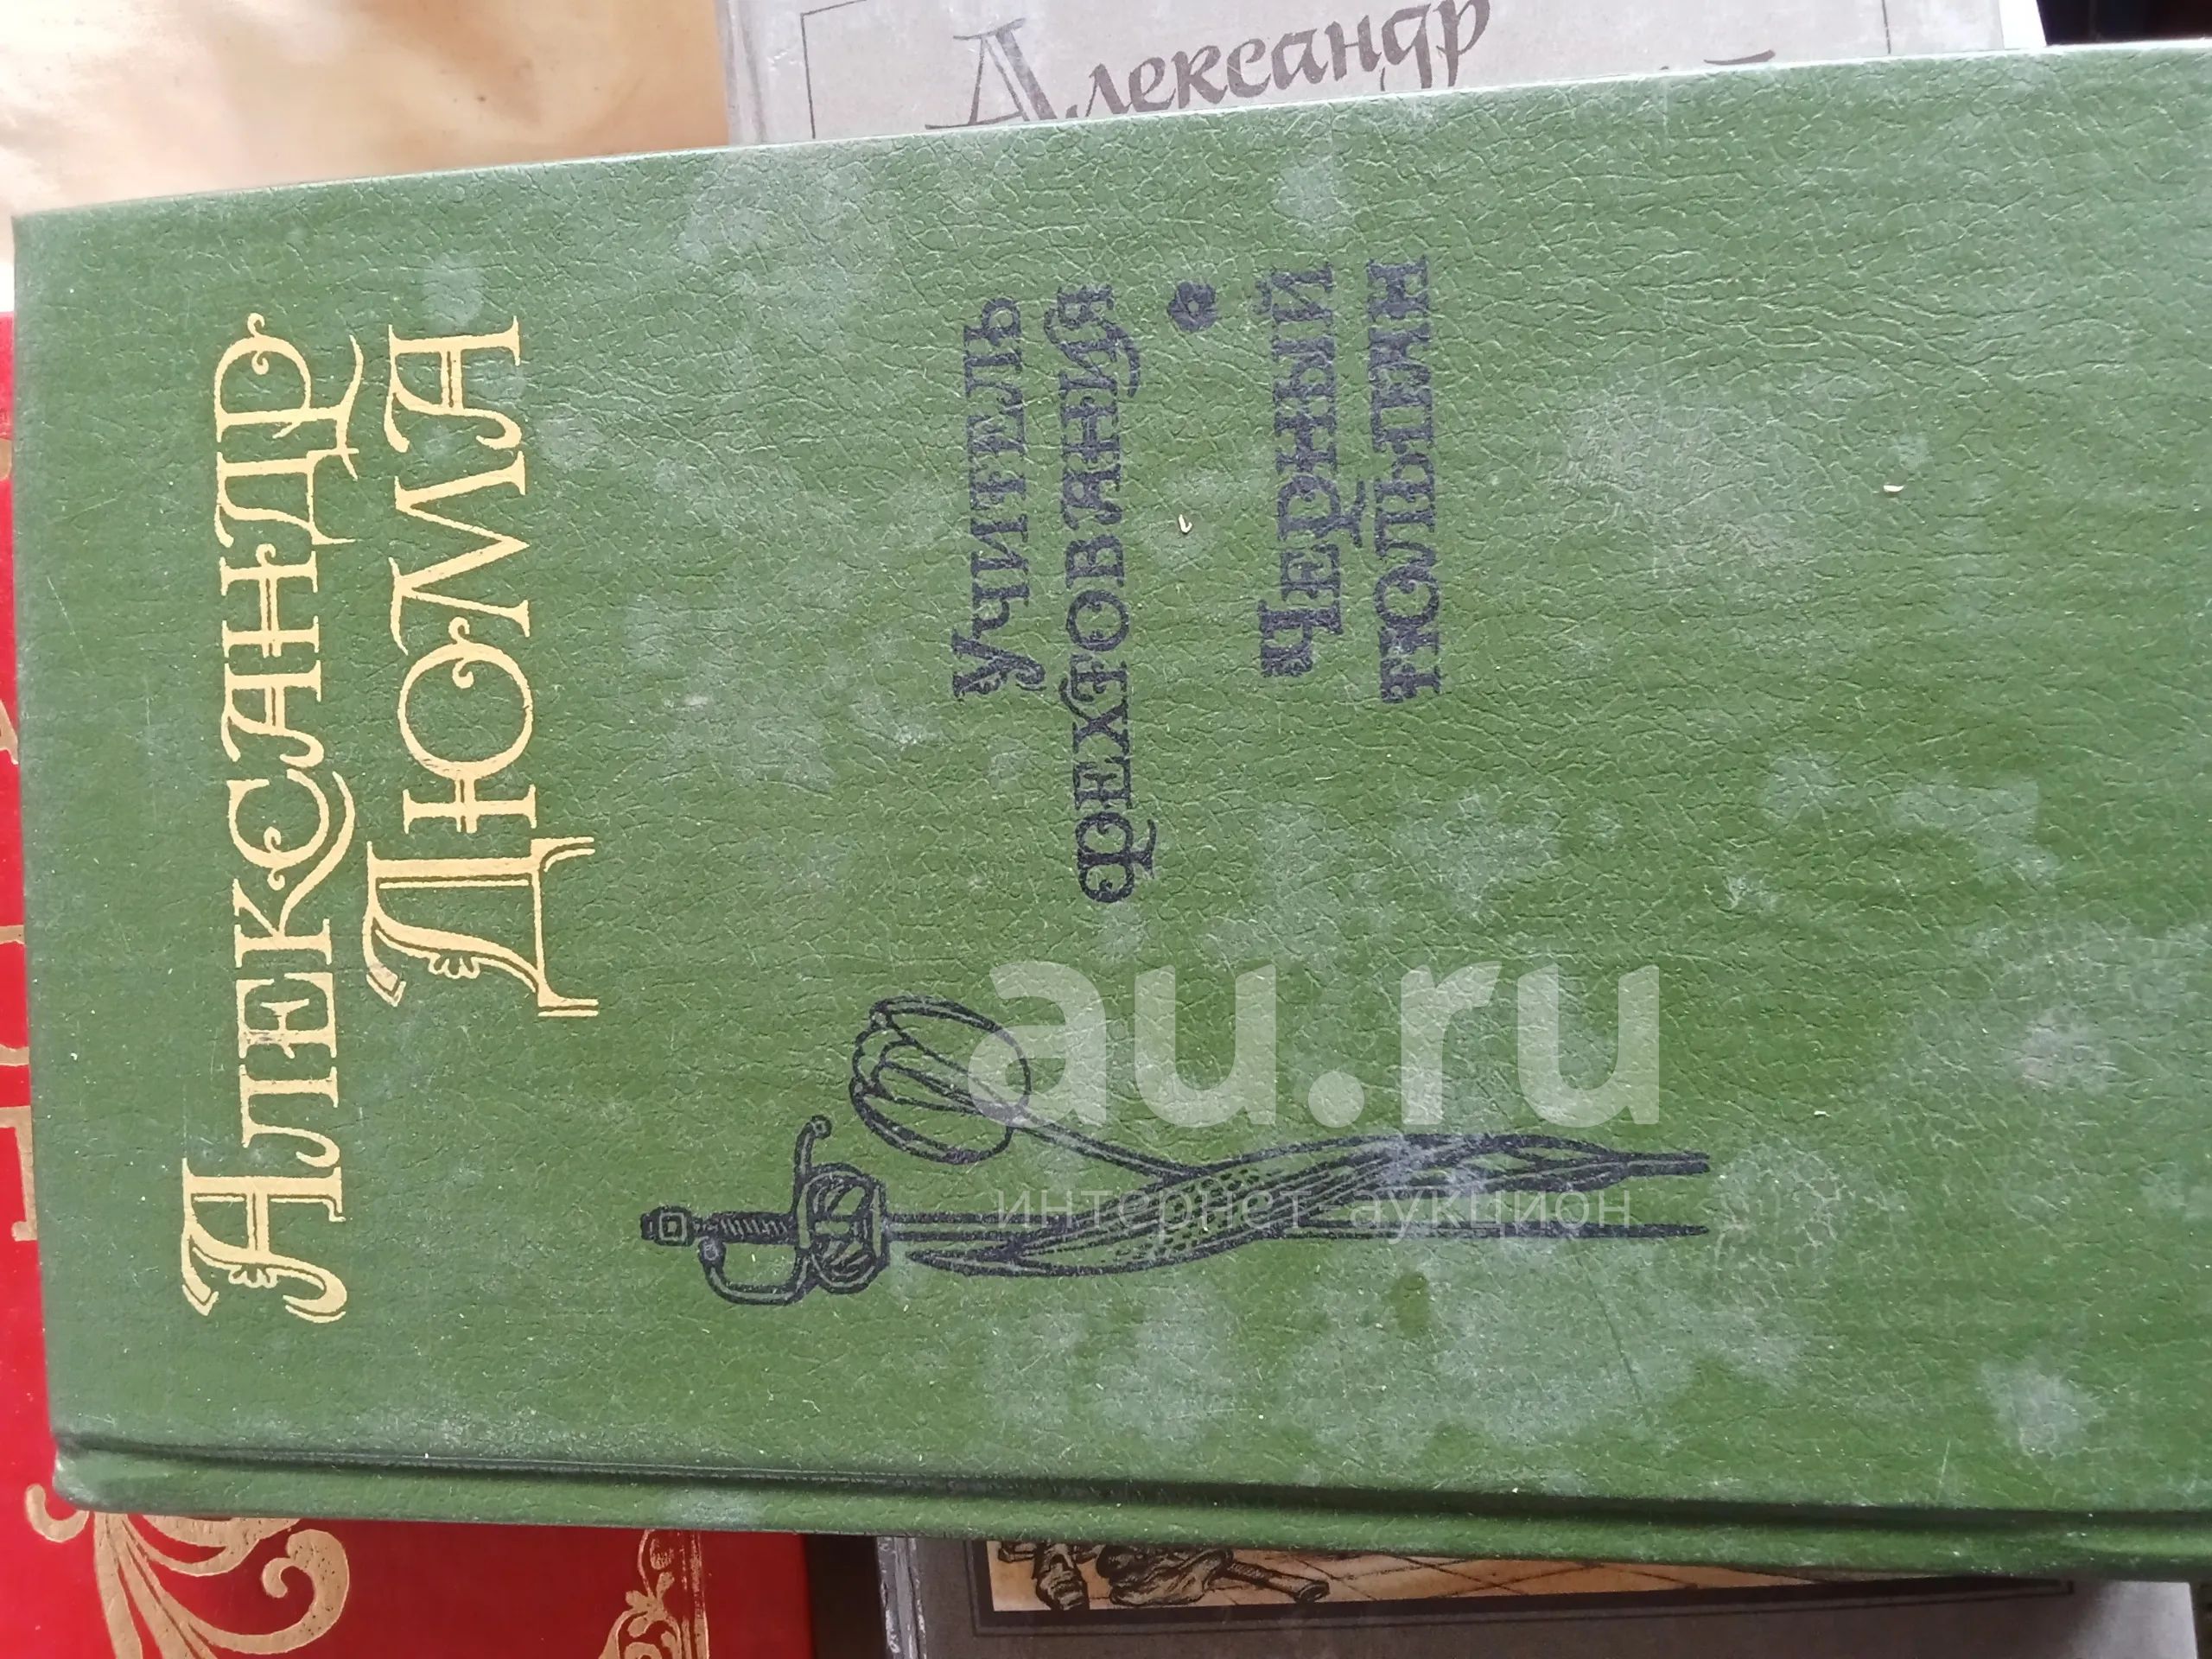 Александр
АЛЕКСАНДР
ДЮМА
УЧИТЕЛЬ
ФЕХТОВАНИЯ
ЧЕРНЫЙ
ТЮЛЬПАН
au.ru
интернет аукцион